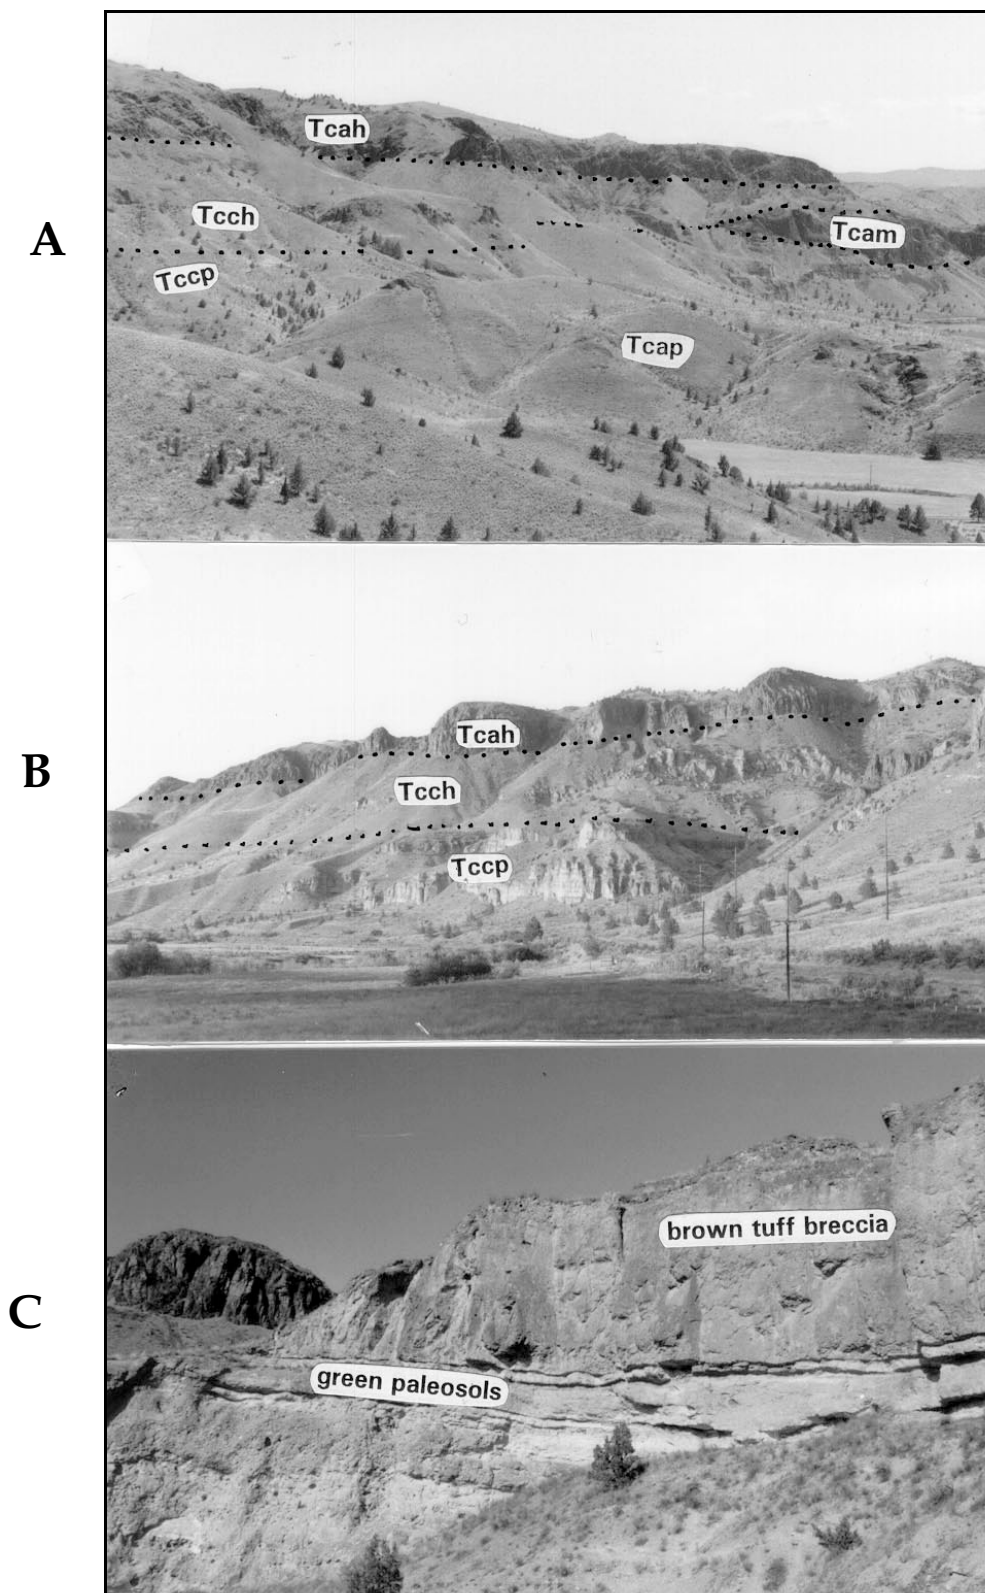 A
Tcah
Tcch
Tcam
Tccp
Tcap
B
Tcah
Tcch
Tccp
C
brown tuff breccia
green paleosols